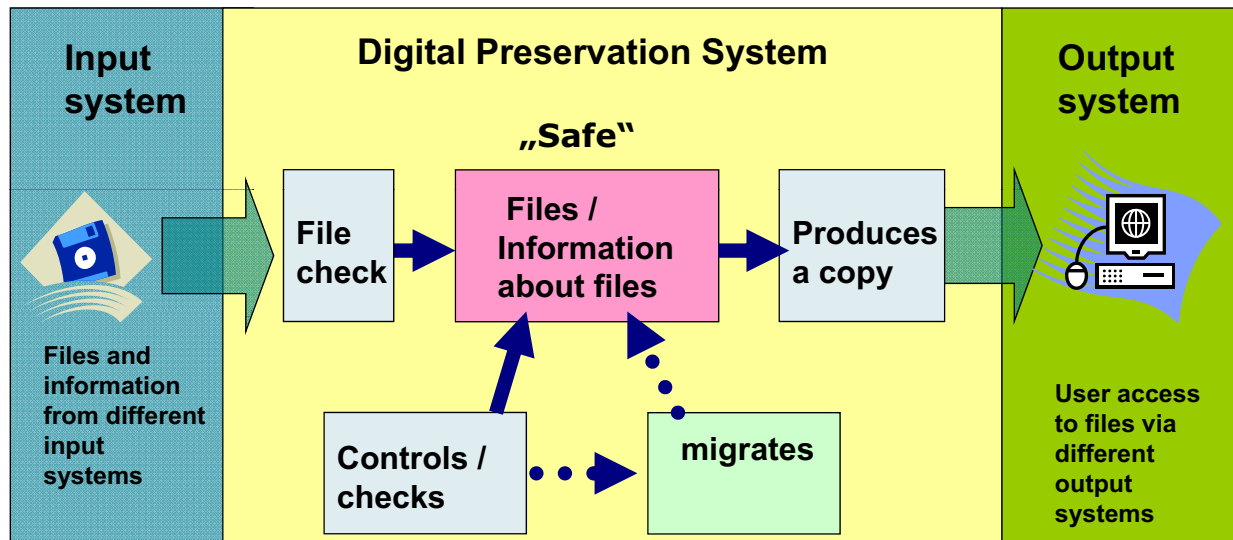 Input
system
Files and
information
from different
input
systems
Digital Preservation System
„Safe“
File
check
Files /
Information
about files
Produces
a copy
Controls /
checks
migrates
Output
system
User access
to files via
different
output
systems